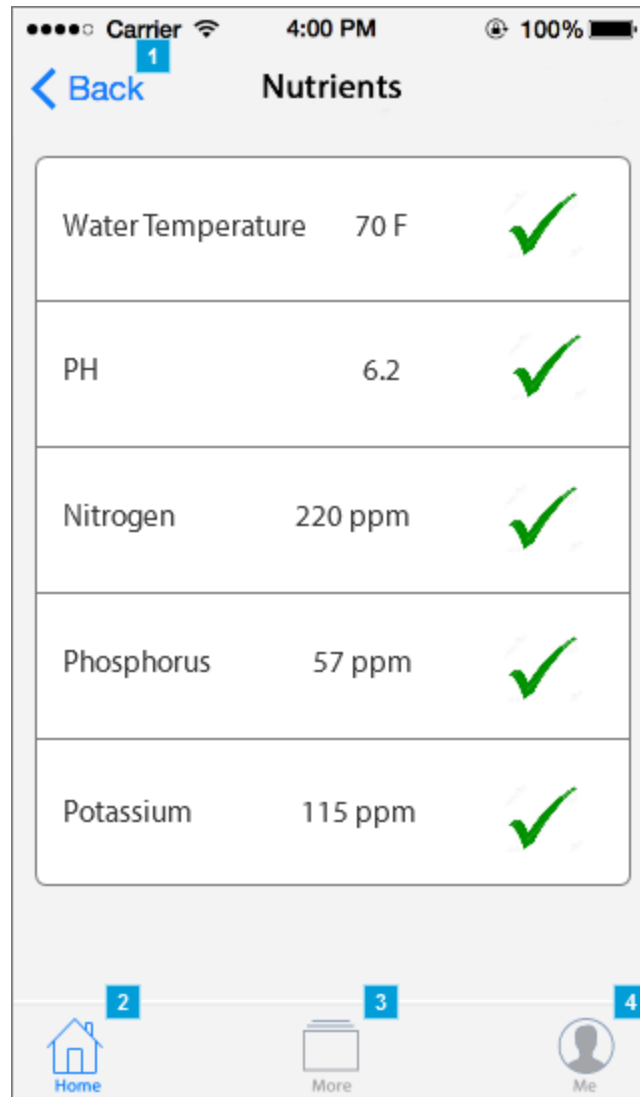 Carrier 4:00 PM 100%
1
Back Nutrients
Water Temperature 70 F
PH 6.2
Nitrogen 220 ppm
Phosphorus 57 ppm
Potassium 115 ppm
2 3 4
Home More Me